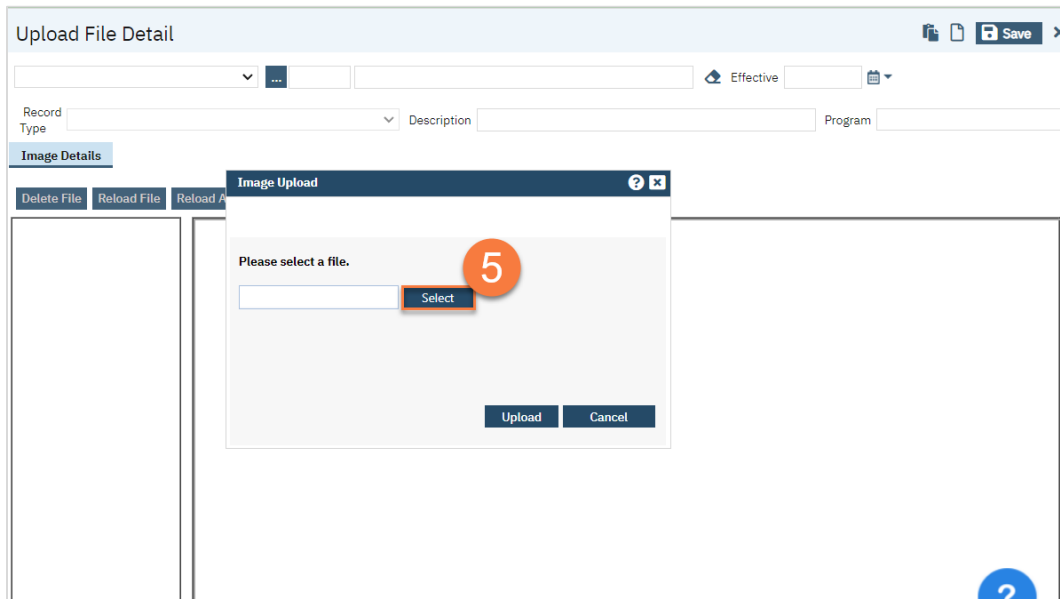 Upload File Detail
Save
...
Effective
Record
Type
Description
Program
Image Details
Delete File
Reload File
Reload A
Image Upload
?
Please select a file.
5
Select
Upload
Cancel
?